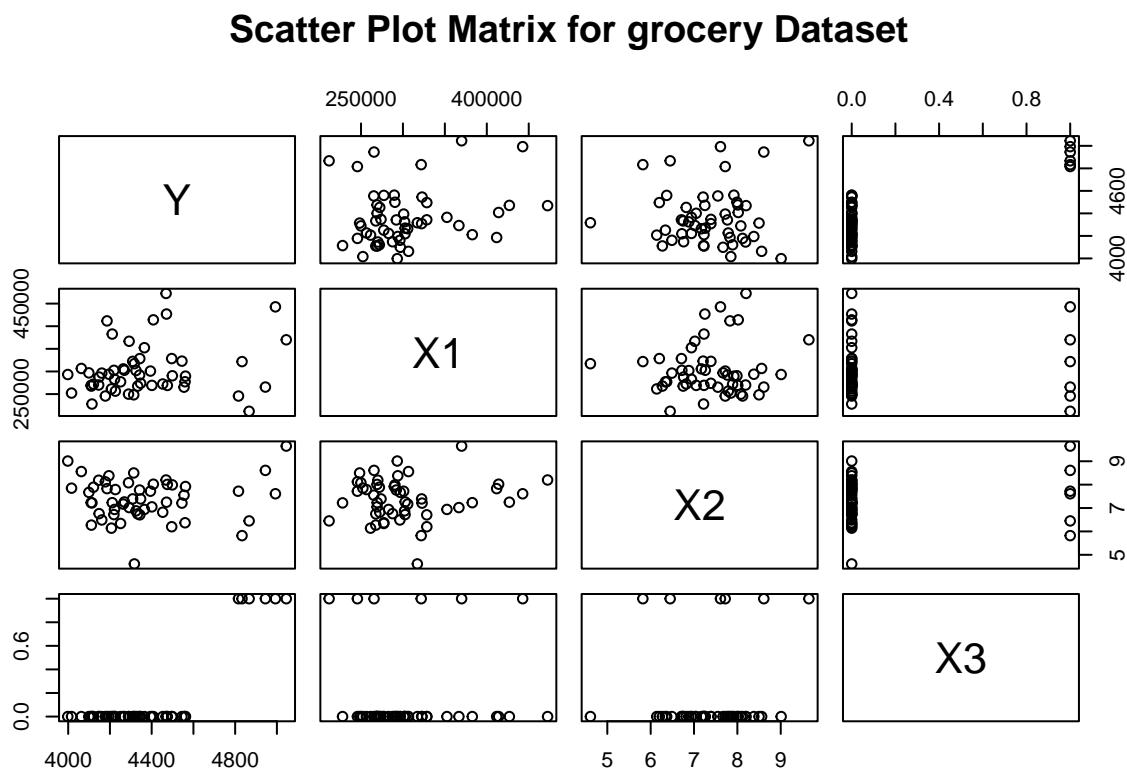 Scatter Plot Matrix for grocery Dataset
250000 400000 0.0 0.4 0.8
Y
4000 4600
250000 450000
X1
X2
5 7 9
0.0 0.6
X3
4000 4400 4800 5 6 7 8 9